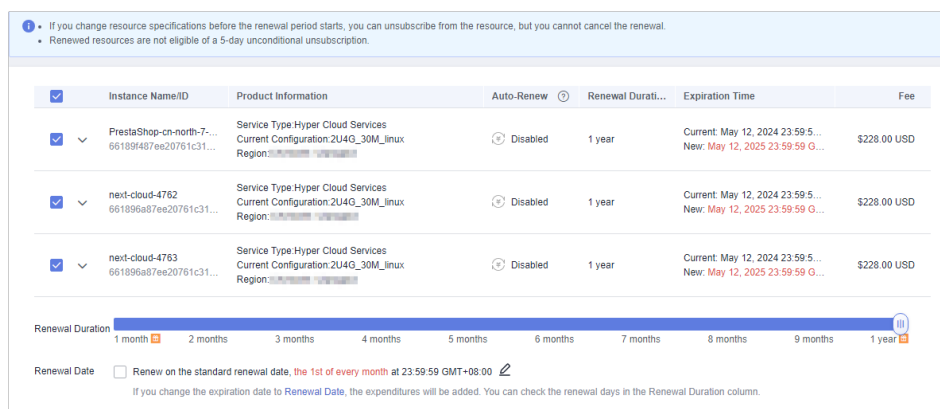 If you change resource specifications before the renewal period starts, you can unsubscribe from the resource, but you cannot cancel the renewal.
Renewed resources are not eligible of a 5-day unconditional unsubscription.
Instance Name/ID Product Information Auto-Renew Renewal Durati... Expiration Time Fee
PrestaShop-cn-north-7-...
66189f487ee20761c31...
Service Type:Hyper Cloud Services
Current Configuration:2U4G_30M_linux
Region:
Disabled
1 year
Current: May 12, 2024 23:59:5...
New: May 12, 2025 23:59:59 G...
$228.00 USD
next-cloud-4762
661896a87ee20761c31...
Service Type:Hyper Cloud Services
Current Configuration:2U4G_30M_linux
Region:
Disabled
1 year
Current: May 12, 2024 23:59:5...
New: May 12, 2025 23:59:59 G...
$228.00 USD
next-cloud-4763
661896a87ee20761c31...
Service Type:Hyper Cloud Services
Current Configuration:2U4G_30M_linux
Region:
Disabled
1 year
Current: May 12, 2024 23:59:5...
New: May 12, 2025 23:59:59 G...
$228.00 USD
Renewal Duration
1 month 2 months 3 months 4 months 5 months 6 months 7 months 8 months 9 months 1 year
Renewal Date Renew on the standard renewal date, the 1st of every month at 23:59:59 GMT+08:00
If you change the expiration date to Renewal Date, the expenditures will be added. You can check the renewal days in the Renewal Duration column.